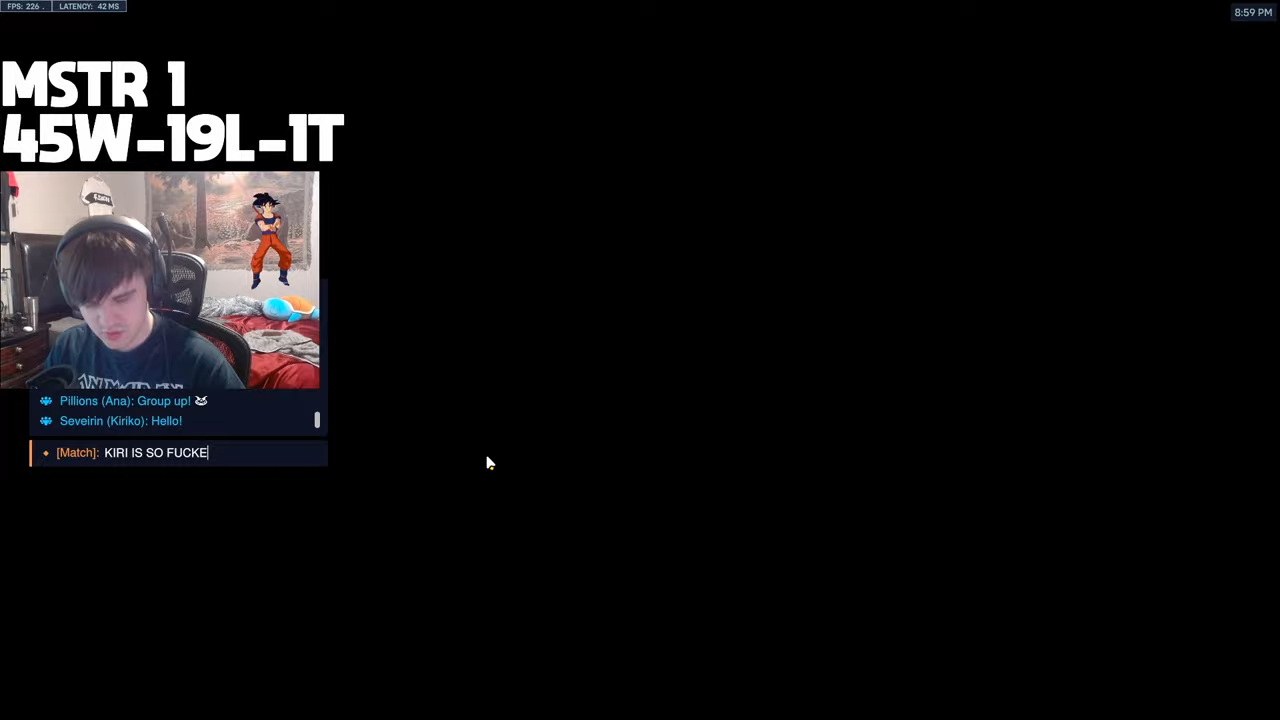 FPS: 226 . LATENCY: 42 MS
8:59 PM
MSTR 1
45W-19L-1T
Pillions (Ana): Group up!
Seveirin (Kiriko): Hello!
[Match]: KIRI IS SO FUCKE